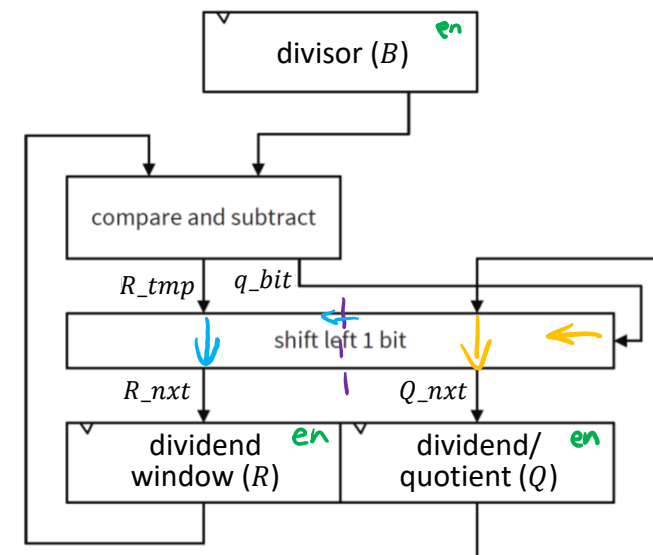 en
divisor (B)
compare and subtract
R_tmp
q_bit
shift left 1 bit
R_nxt
Q_nxt
dividend
en
window (R)
dividend/
en
quotient (Q)